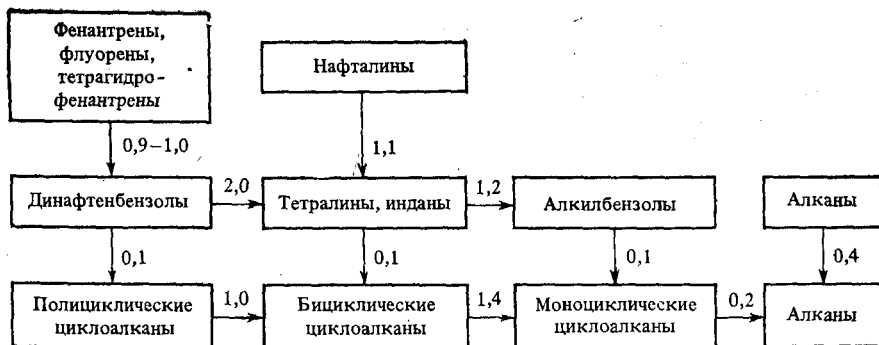 Фенантрены,
флуорены,
тетрагидро-
фенантрены
Нафталины
0,9–1,0
1,1
Динафтенбензолы
2,0
Тетралины, инданы
1,2
Алкилбензолы
Алканы
0,1
0,1
0,1
0,4
Полициклические
циклоалканы
1,0
Бициклические
циклоалканы
1,4
Моноциклические
циклоалканы
0,2
Алканы